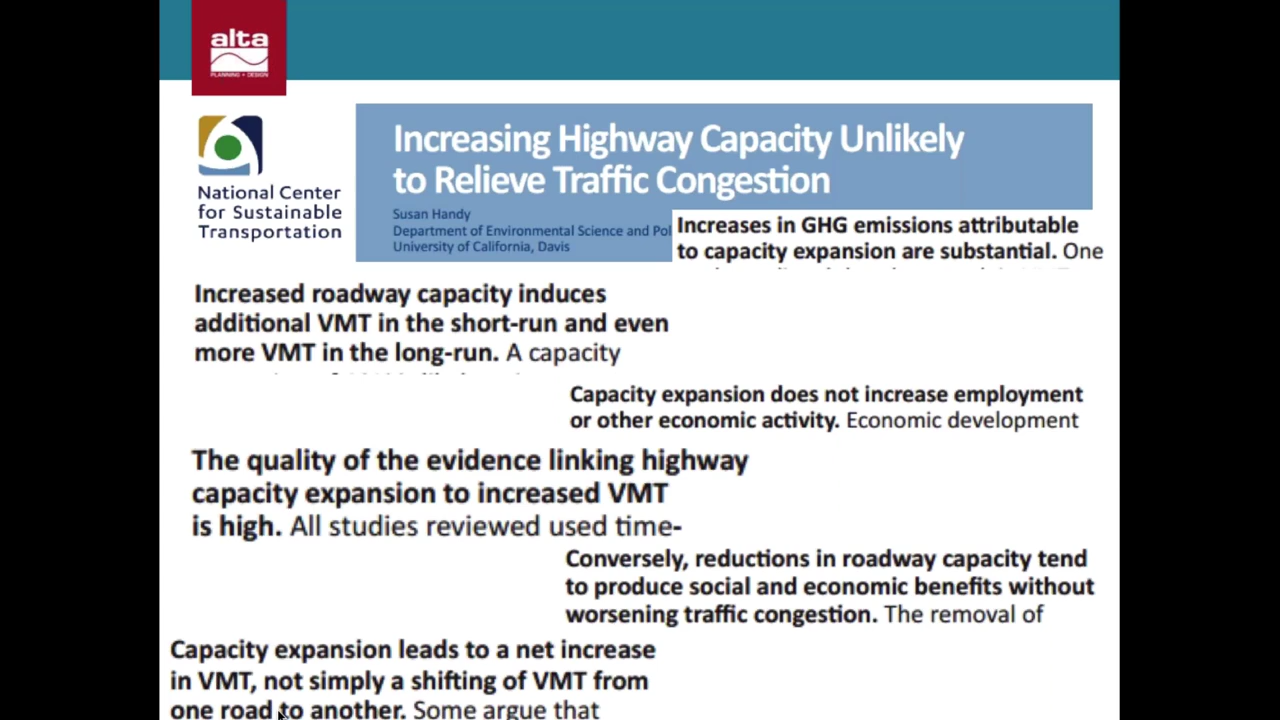 alta
PLANNING + DESIGN
National Center
for Sustainable
Transportation
Increasing Highway Capacity Unlikely
to Relieve Traffic Congestion
Susan Handy
Department of Environmental Science and Pol
University of California, Davis
Increases in GHG emissions attributable
to capacity expansion are substantial. One
Increased roadway capacity induces
additional VMT in the short-run and even
more VMT in the long-run. A capacity
Capacity expansion does not increase employment
or other economic activity. Economic development
The quality of the evidence linking highway
capacity expansion to increased VMT
is high. All studies reviewed used time-
Conversely, reductions in roadway capacity tend
to produce social and economic benefits without
worsening traffic congestion. The removal of
Capacity expansion leads to a net increase
in VMT, not simply a shifting of VMT from
one road to another. Some argue that